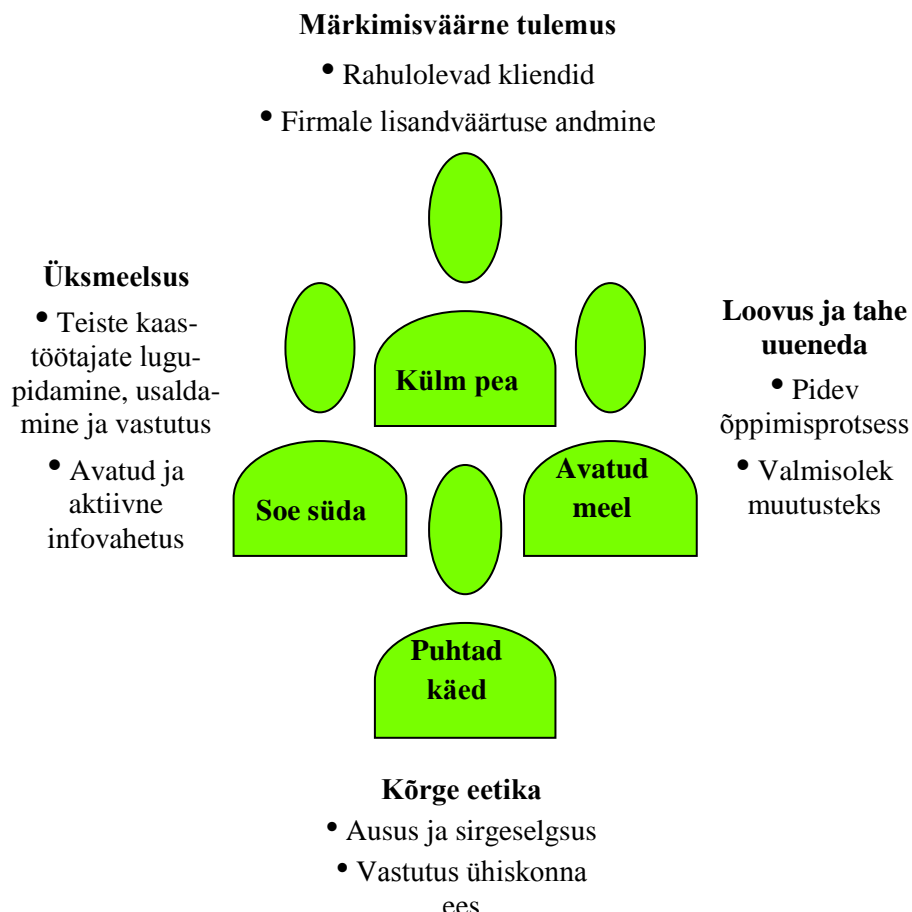 Märkimisväärne tulemus
• Rahulolevad kliendid
• Firmale lisandväärtuse andmine
Üksmeelsus
• Teiste kaas-
töötajate lugu-
pidamine, usalda-
mine ja vastutus
• Avatud ja
aktiivne
infovahetus
Külm pea
Soe süda
Avatud
meel
Loovus ja tahe
uueneda
• Pidev
õppimisprotsess
• Valmisolek
muutusteks
Puhtad
käed
Kõrge eetika
• Ausus ja sirgeselgsus
• Vastutus ühiskonna
ees